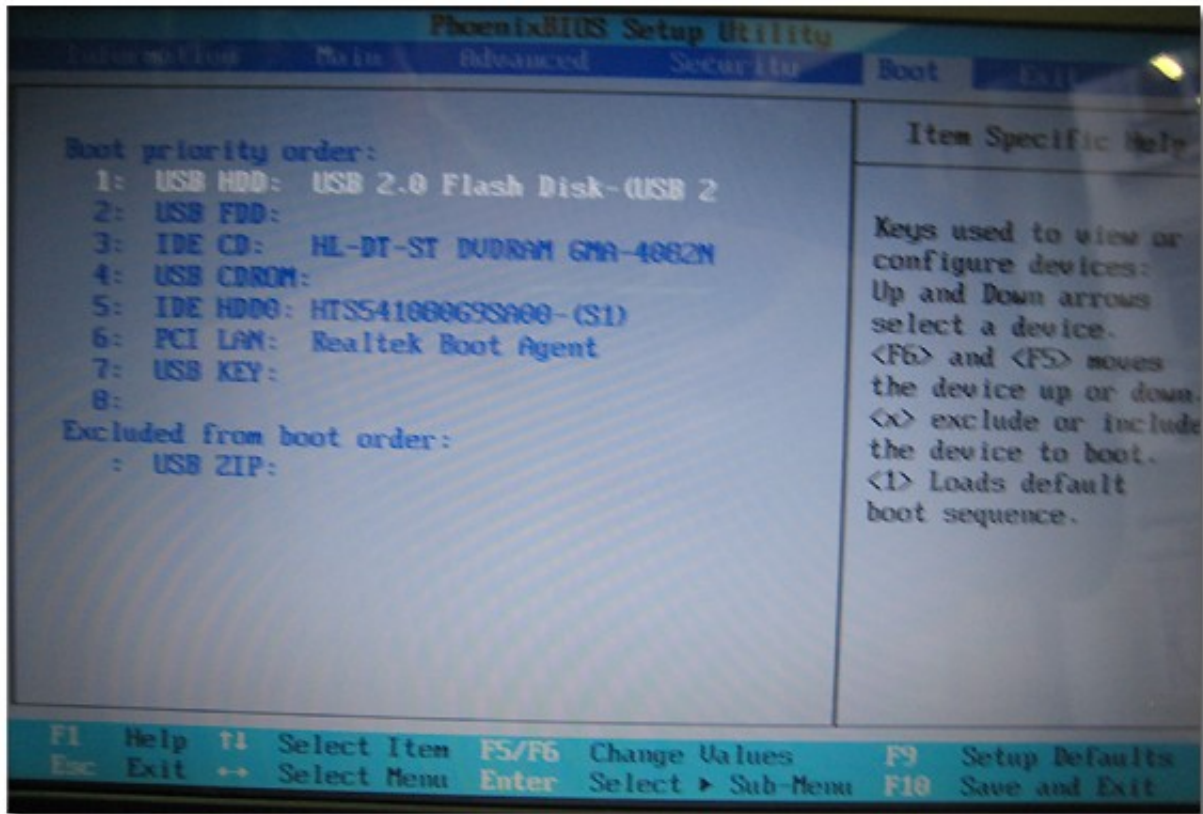 PhoenixBIOS Setup Utility
Information Main Advanced Security Boot Exit
Boot priority order:
1: USB HDD: USB 2.0 Flash Disk-(USB 2
2: USB FDD:
3: IDE CD: HL-DT-ST DVDRAM GMA-4082N
4: USB CDROM:
5: IDE HDD0: HTS541080G9SA00-(S1)
6: PCI LAN: Realtek Boot Agent
7: USB KEY:
8:
Excluded from boot order:
: USB ZIP:
Item Specific Help
Keys used to view or
configure devices:
Up and Down arrows
select a device.
<F6> and <F5> moves
the device up or down
<x> exclude or include
the device to boot.
<1> Loads default
boot sequence.
F1 Help ↑↓ Select Item F5/F6 Change Values F9 Setup Defaults
Esc Exit ↔ Select Menu Enter Select ▶ Sub-Menu F10 Save and Exit